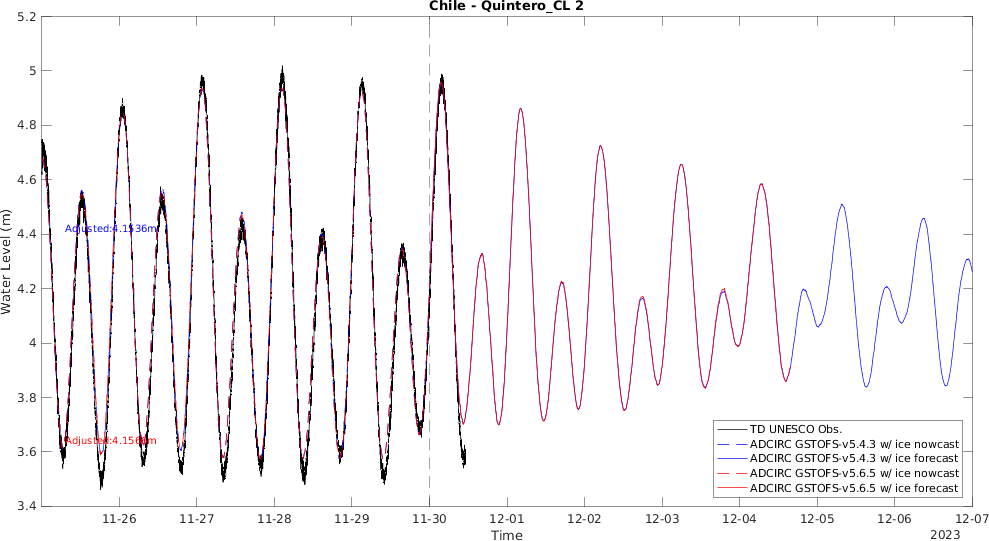 Chile - Quintero_CL 2
5.2
5
4.8
4.6
4.4
4.2
4
3.8
3.6
3.4
Water Level (m)
Adjusted:4.1536m
Adjusted:4.1561m
TD UNESCO Obs.
ADCIRC GSTOFS-v5.4.3 w/ ice nowcast
ADCIRC GSTOFS-v5.4.3 w/ ice forecast
ADCIRC GSTOFS-v5.6.5 w/ ice nowcast
ADCIRC GSTOFS-v5.6.5 w/ ice forecast
11-26 11-27 11-28 11-29 11-30 12-01 12-02 12-03 12-04 12-05 12-06 12-07
Time
2023